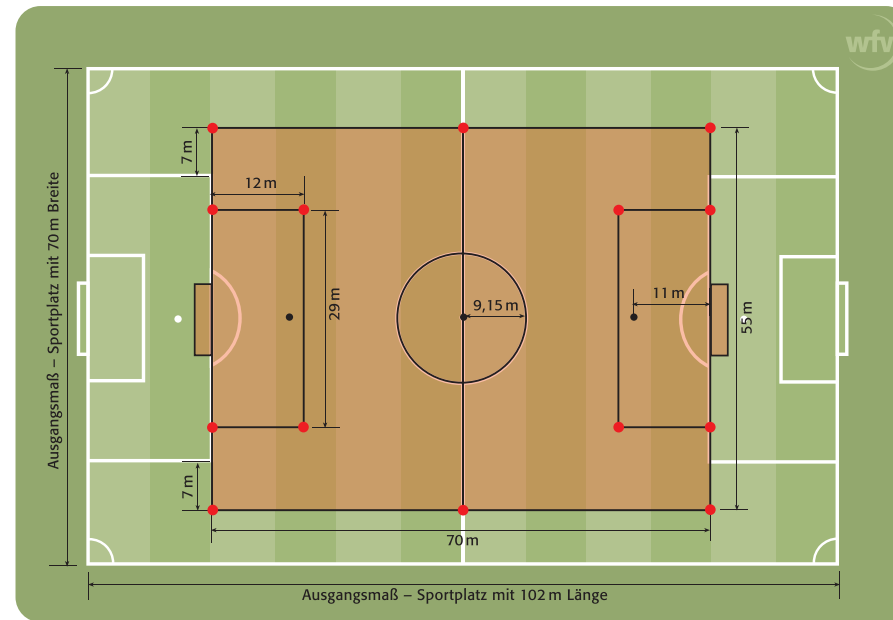 wfv
7 m
12 m
Ausgangsmaß – Sportplatz mit 70 m Breite
29 m
9,15 m
11 m
55 m
7 m
70 m
Ausgangsmaß – Sportplatz mit 102 m Länge